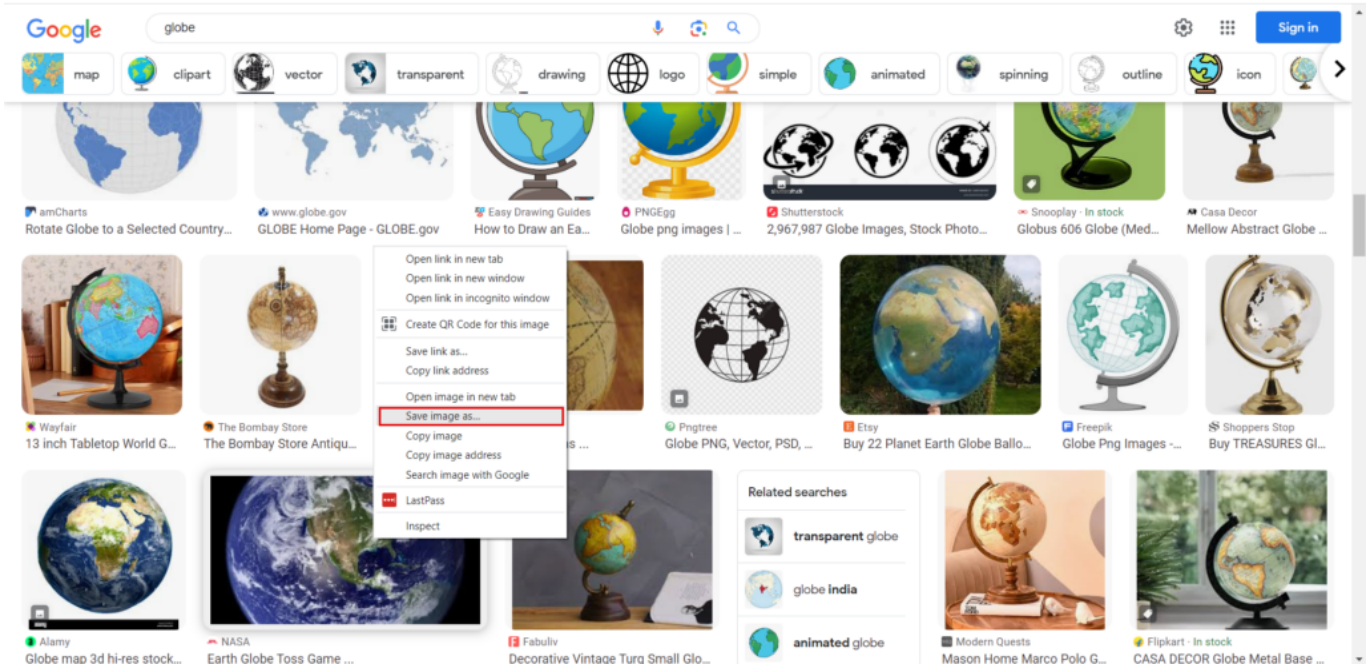 Google
globe
Sign in
map
clipart
vector
transparent
drawing
logo
simple
animated
spinning
outline
icon
amCharts
Rotate Globe to a Selected Country...
www.globe.gov
GLOBE Home Page - GLOBE.gov
Easy Drawing Guides
How to Draw an Ea...
PNGEgg
Globe png images | ...
Shutterstock
2,967,987 Globe Images, Stock Photo...
Snooplay · In stock
Globus 606 Globe (Med...
Casa Decor
Mellow Abstract Globe ...
Open link in new tab
Open link in new window
Open link in incognito window
Create QR Code for this image
Save link as...
Copy link address
Open image in new tab
Save image as...
Copy image
Copy image address
Search image with Google
LastPass
Inspect
Wayfair
13 inch Tabletop World G...
The Bombay Store
The Bombay Store Antiqu...
Pngtree
Globe PNG, Vector, PSD, ...
Etsy
Buy 22 Planet Earth Globe Ballo...
Freepik
Globe Png Images -...
Shoppers Stop
Buy TREASURES Gl...
Alamy
Globe map 3d hi-res stock...
NASA
Earth Globe Toss Game ...
Fabuliv
Decorative Vintage Turq Small Glo...
Related searches
transparent globe
globe india
animated globe
Modern Quests
Mason Home Marco Polo G...
Flipkart · In stock
CASA DECOR Globe Metal Base ...